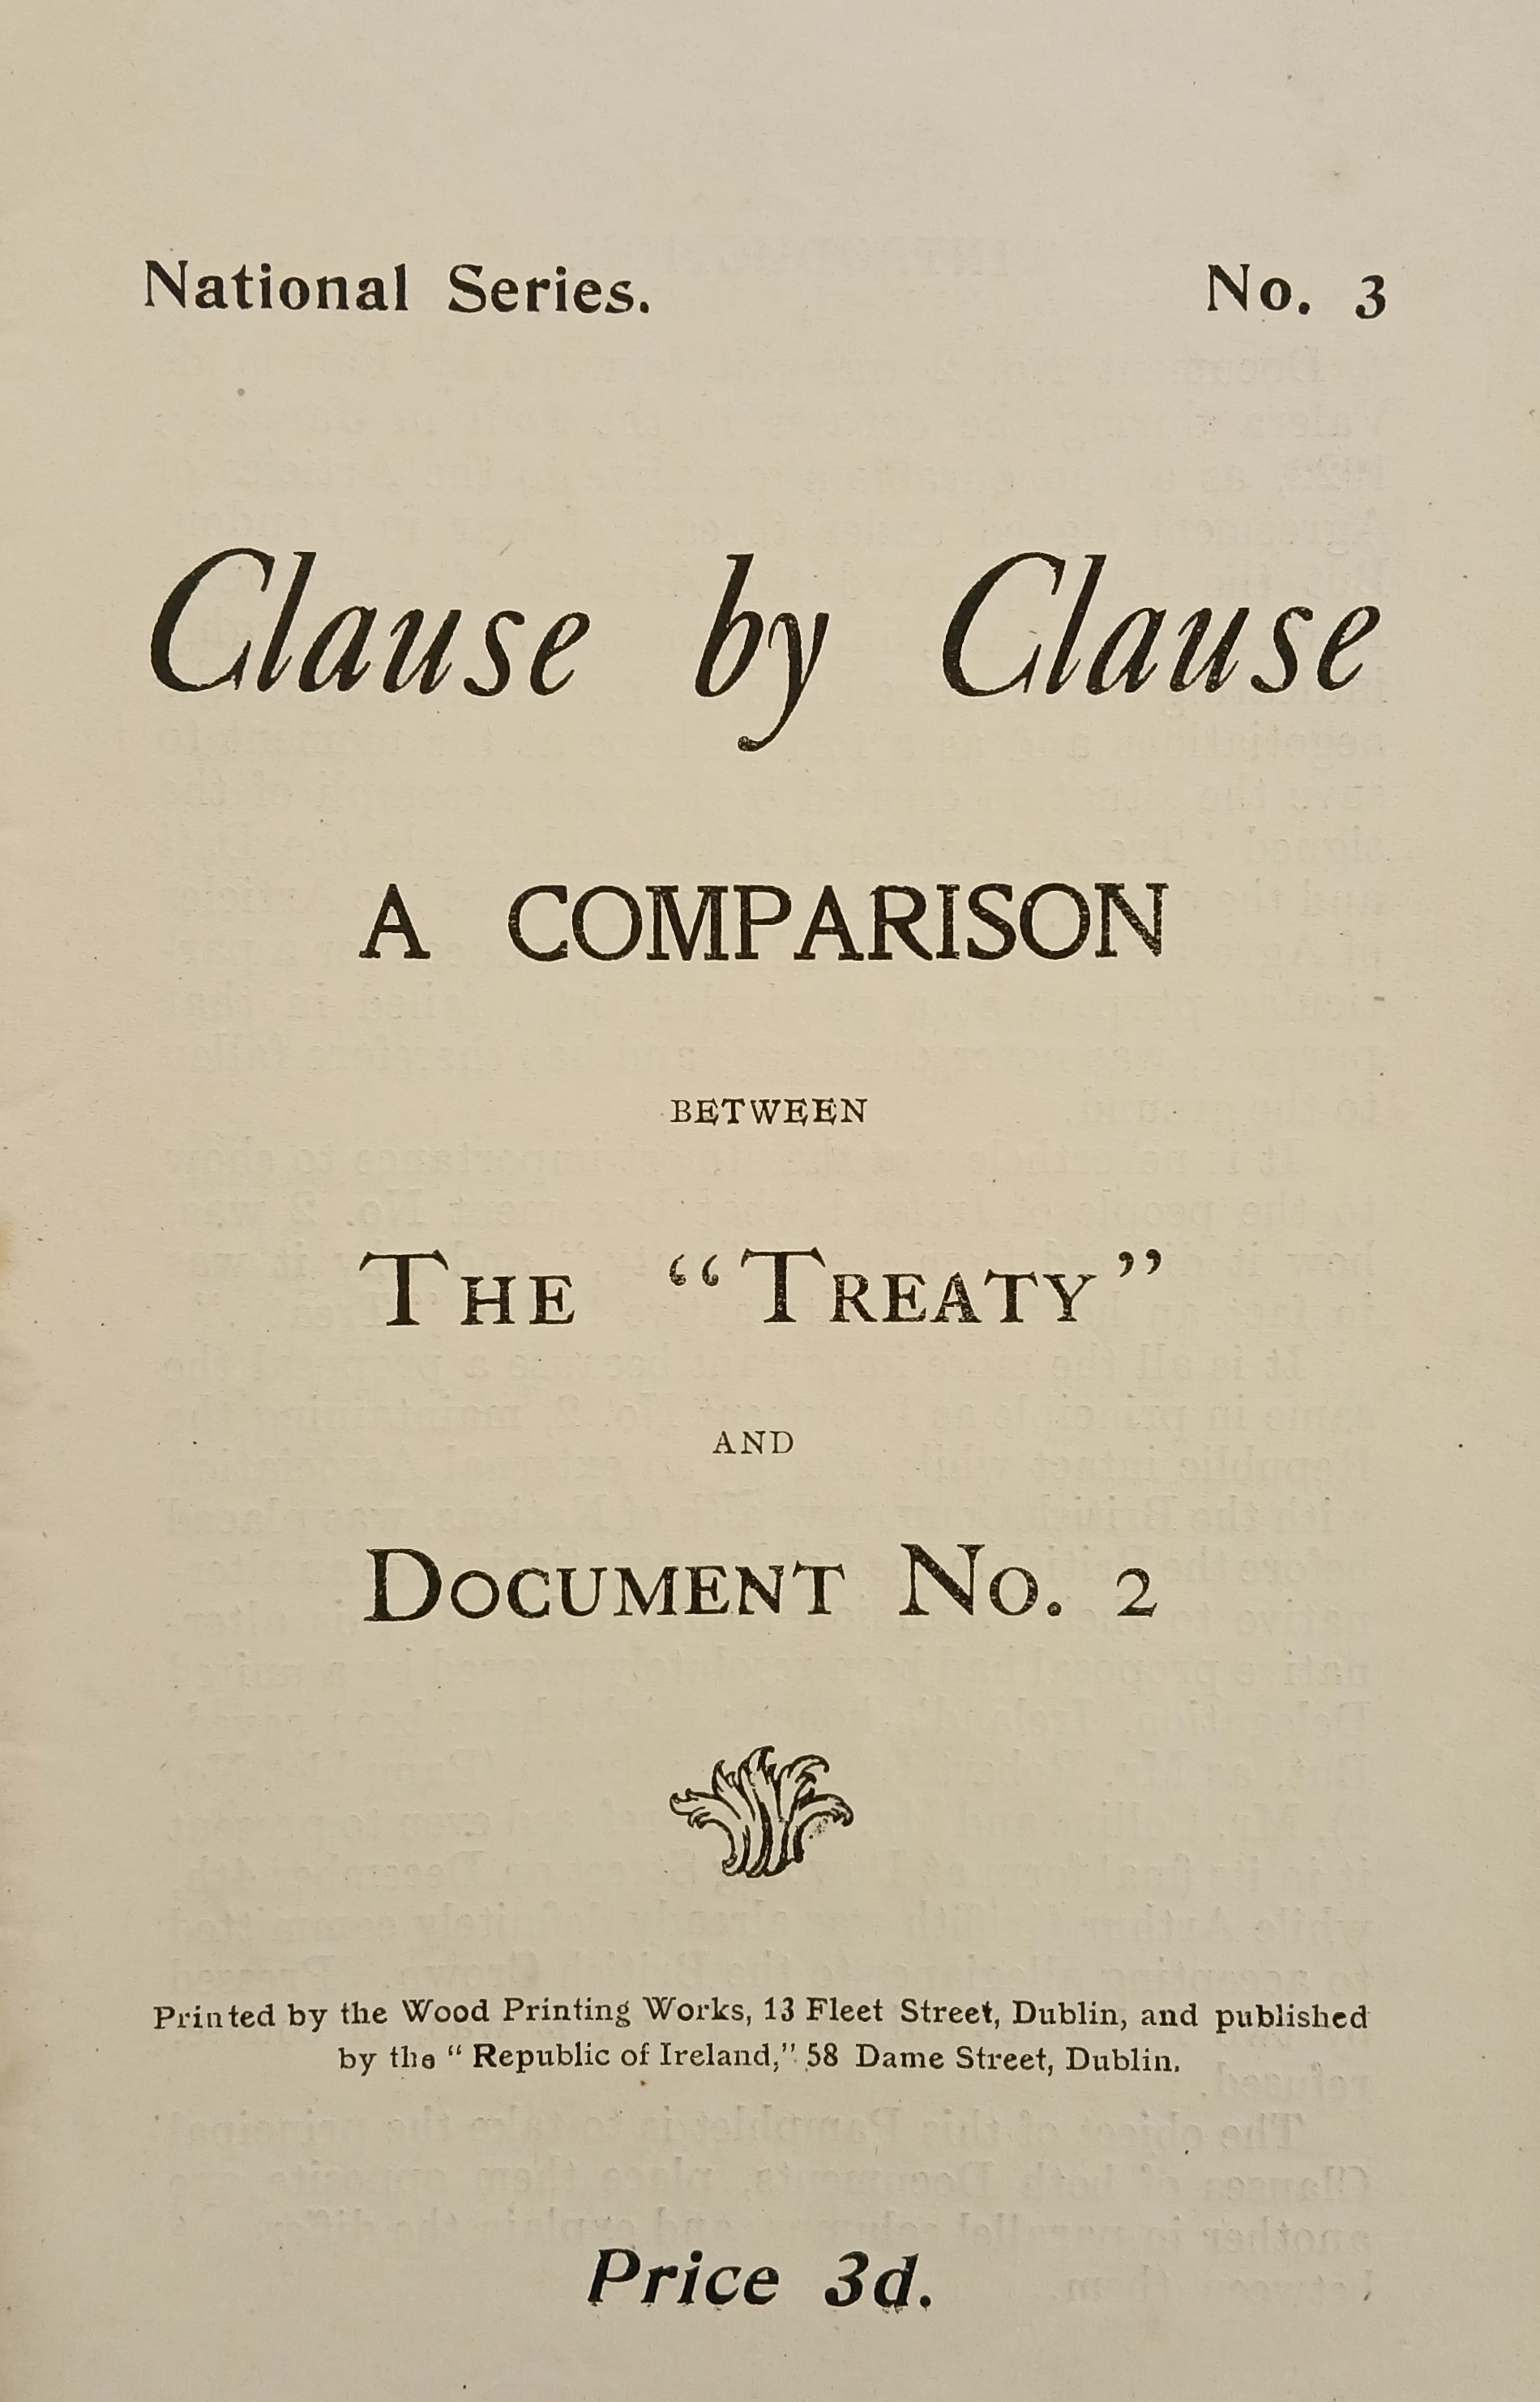 National Series. No. 3
Clause by Clause
A COMPARISON
BETWEEN
THE “TREATY”
AND
DOCUMENT NO. 2
Printed by the Wood Printing Works, 13 Fleet Street, Dublin, and published
by the “Republic of Ireland,” 58 Dame Street, Dublin.
Price 3d.